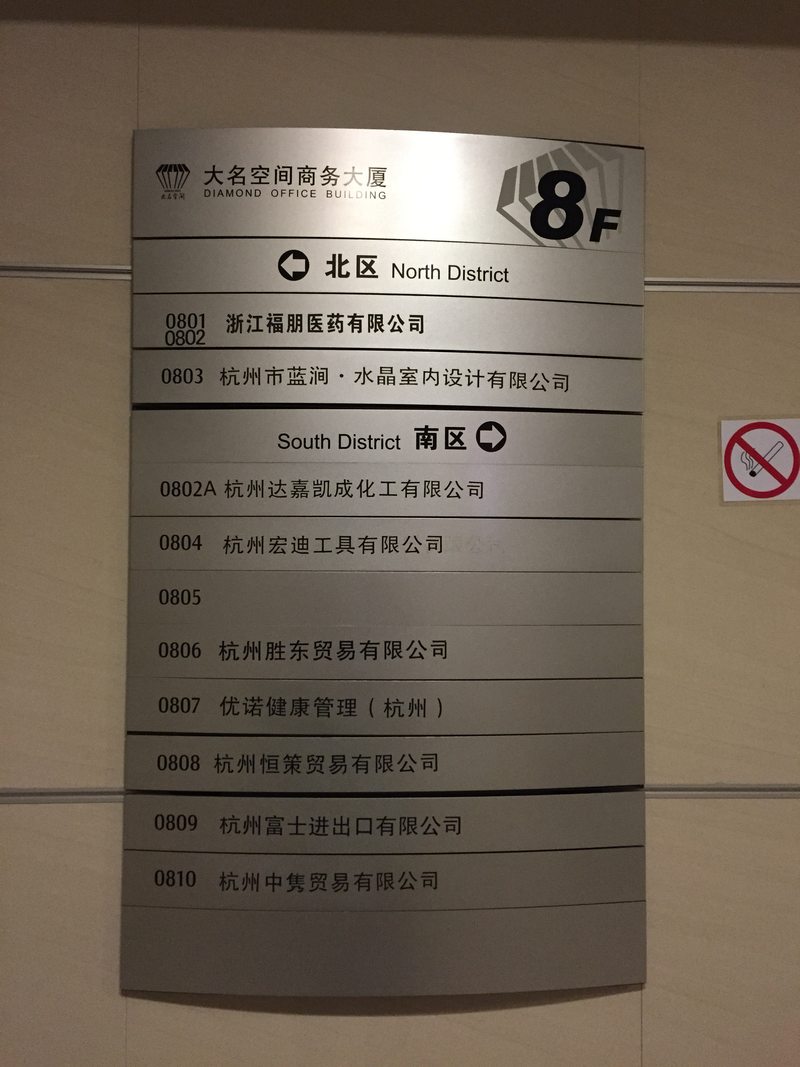 大名空间商务大厦
DIAMOND OFFICE BUILDING
大名空间
8F
北区 North District
0801
0802 浙江福朋医药有限公司
0803 杭州市蓝涧·水晶室内设计有限公司
South District 南区
0802A 杭州达嘉凯成化工有限公司
0804 杭州宏迪工具有限公司
0805
0806 杭州胜东贸易有限公司
0807 优诺健康管理(杭州)
0808 杭州恒策贸易有限公司
0809 杭州富士进出口有限公司
0810 杭州中隽贸易有限公司